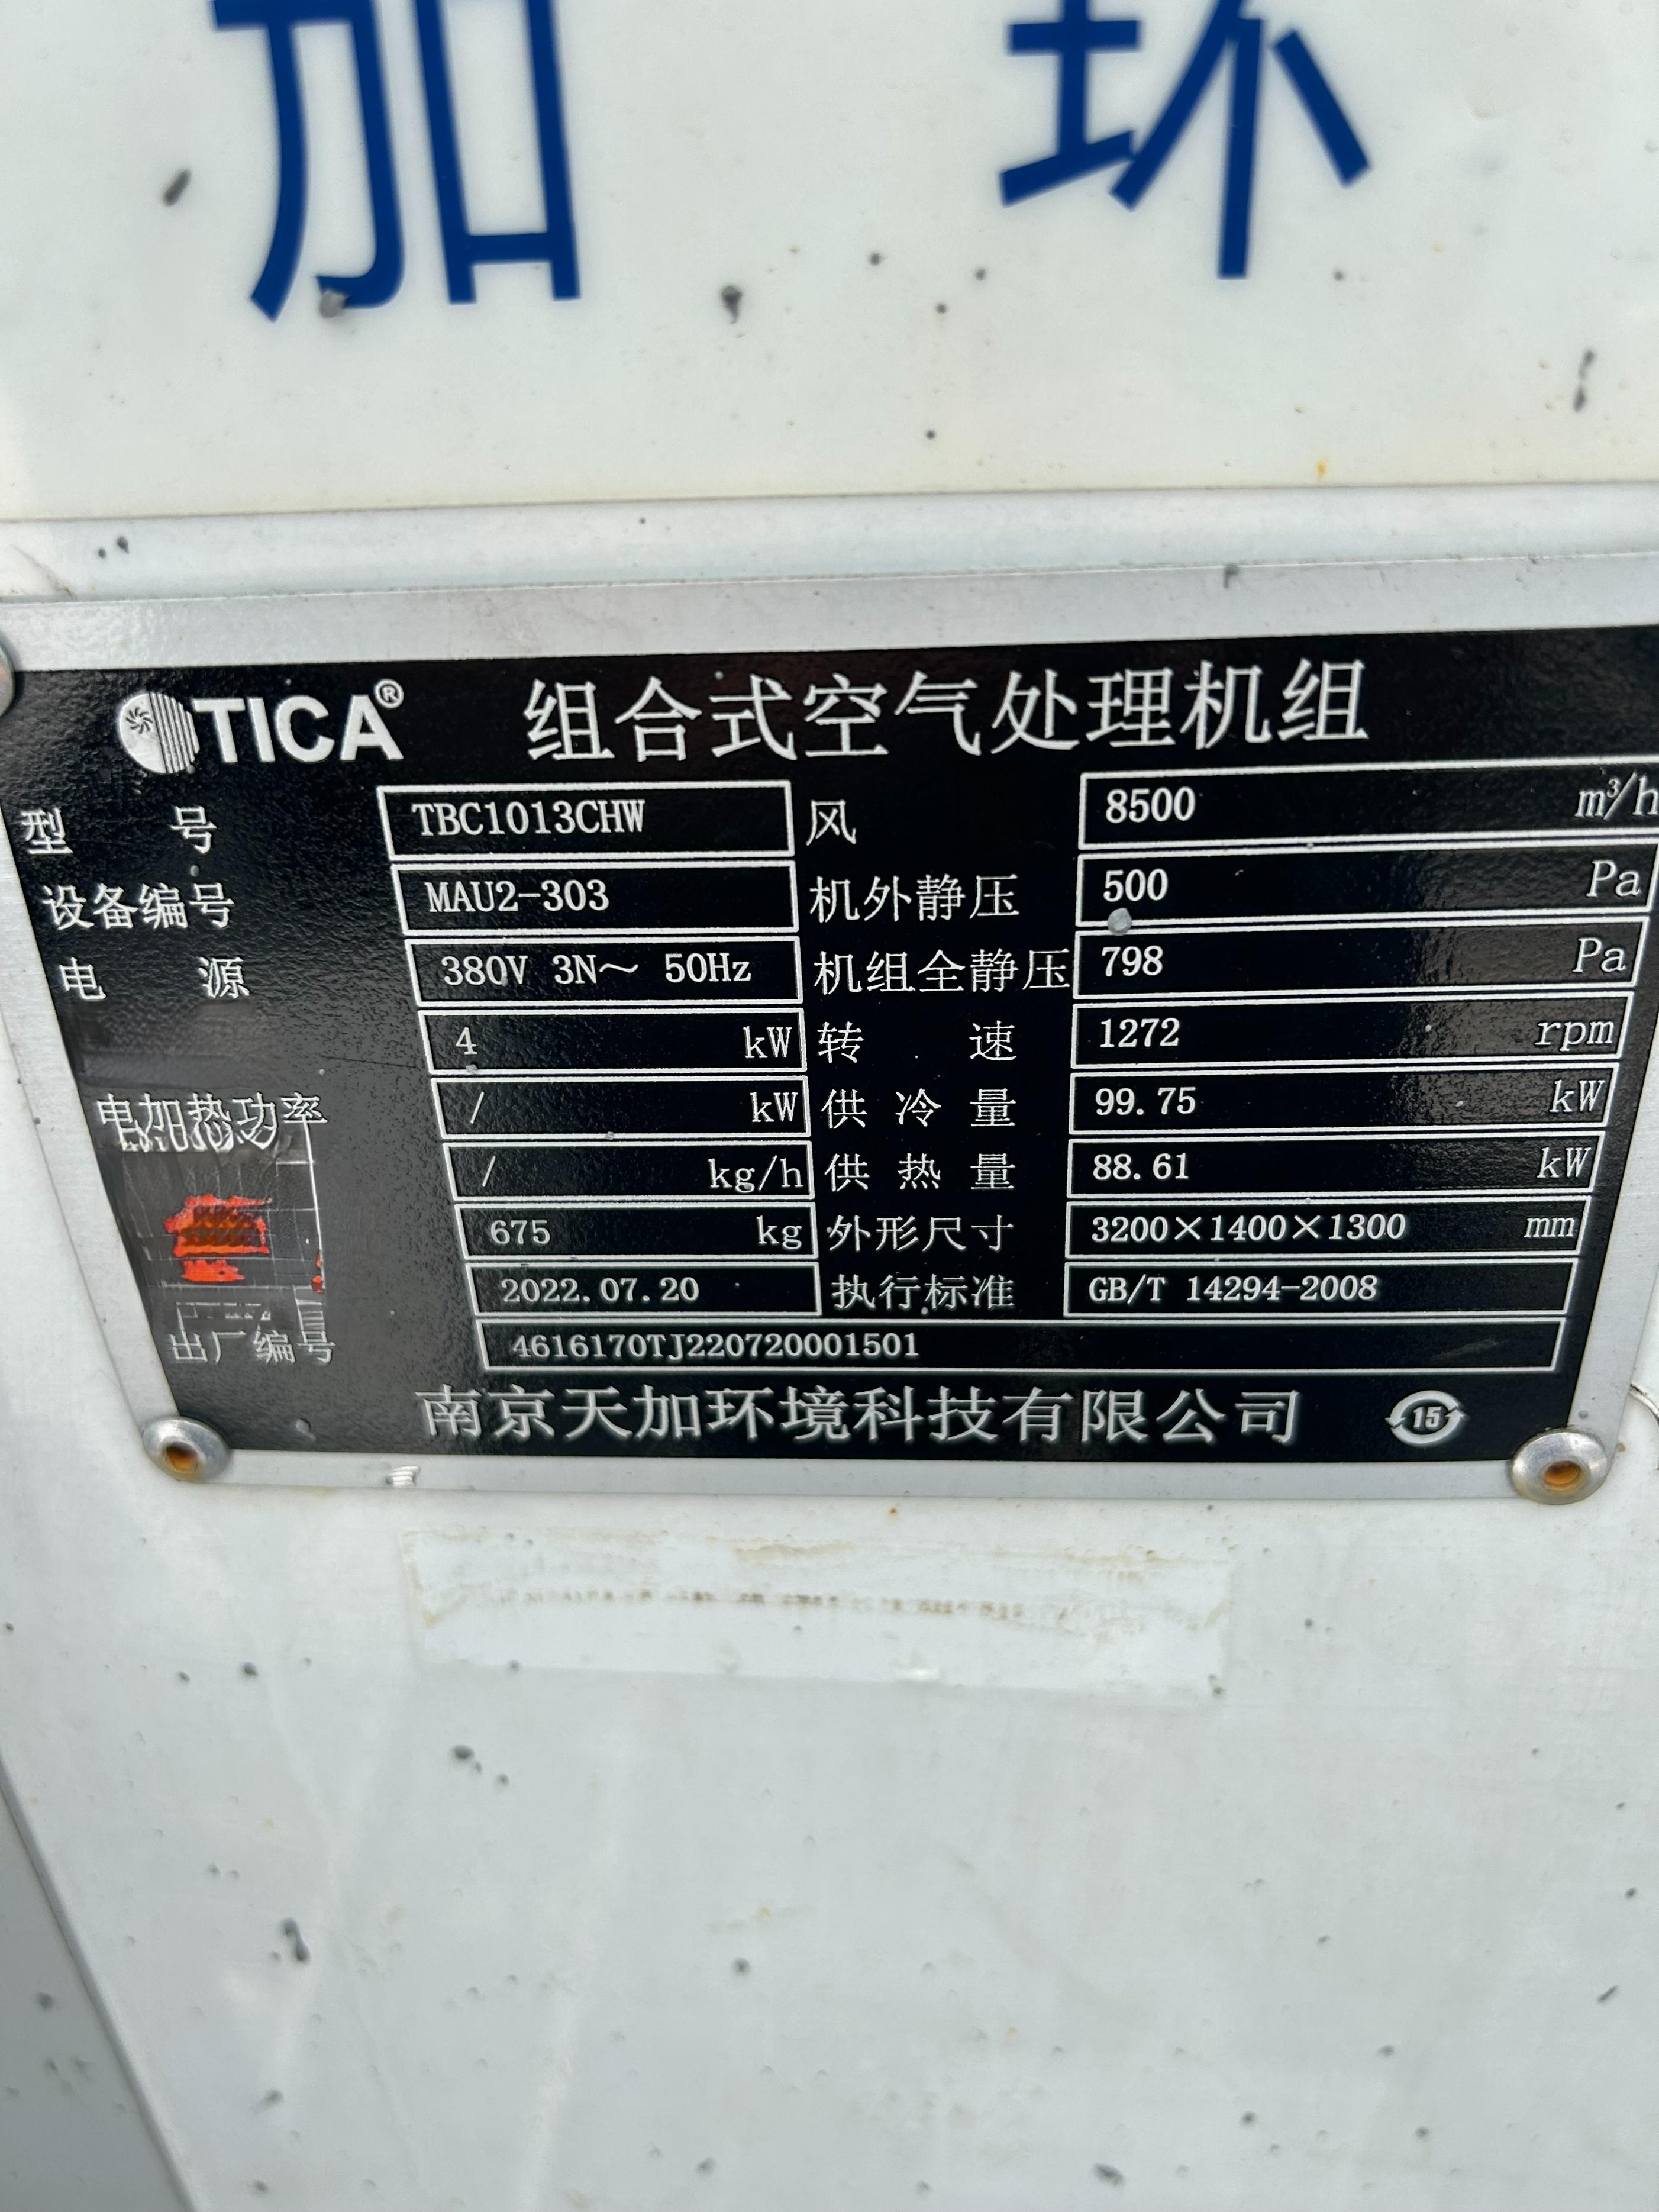 加 环
TICA® 组合式空气处理机组
型 号 TBC1013CHW 风 8500 m³/h
设备编号 MAU2-303 机外静压 500 Pa
电 源 380V 3N～ 50Hz 机组全静压 798 Pa
4 kW 转 速 1272 rpm
电加热功率 / kW 供冷量 99.75 kW
/ kg/h 供热量 88.61 kW
675 kg 外形尺寸 3200×1400×1300 mm
2022.07.20 执行标准 GB/T 14294-2008
出厂编号 4616170TJ220720001501
南京天加环境科技有限公司 15